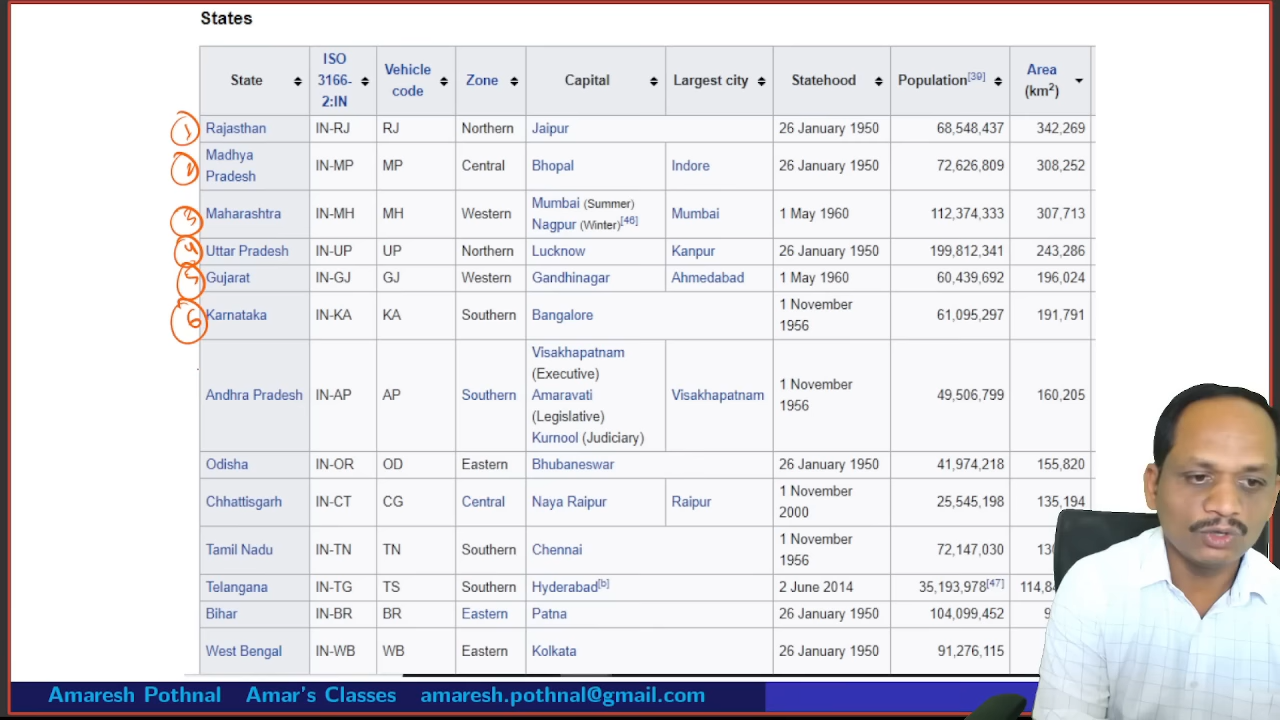 States
State ISO 3166-2:IN Vehicle code Zone Capital Largest city Statehood Population[39] Area (km2)
1 Rajasthan IN-RJ RJ Northern Jaipur 26 January 1950 68,548,437 342,269
2 Madhya Pradesh IN-MP MP Central Bhopal Indore 26 January 1950 72,626,809 308,252
3 Maharashtra IN-MH MH Western Mumbai (Summer) Nagpur (Winter)[46] Mumbai 1 May 1960 112,374,333 307,713
4 Uttar Pradesh IN-UP UP Northern Lucknow Kanpur 26 January 1950 199,812,341 243,286
5 Gujarat IN-GJ GJ Western Gandhinagar Ahmedabad 1 May 1960 60,439,692 196,024
6 Karnataka IN-KA KA Southern Bangalore 1 November 1956 61,095,297 191,791
Andhra Pradesh IN-AP AP Southern Visakhapatnam (Executive) Amaravati (Legislative) Kurnool (Judiciary) Visakhapatnam 1 November 1956 49,506,799 160,205
Odisha IN-OR OD Eastern Bhubaneswar 26 January 1950 41,974,218 155,820
Chhattisgarh IN-CT CG Central Naya Raipur Raipur 1 November 2000 25,545,198 135,194
Tamil Nadu IN-TN TN Southern Chennai 1 November 1956 72,147,030
Telangana IN-TG TS Southern Hyderabad[b] 2 June 2014 35,193,978[47]
Bihar IN-BR BR Eastern Patna 26 January 1950 104,099,452
West Bengal IN-WB WB Eastern Kolkata 26 January 1950 91,276,115
Amaresh Pothnal Amar's Classes amaresh.pothnal@gmail.com